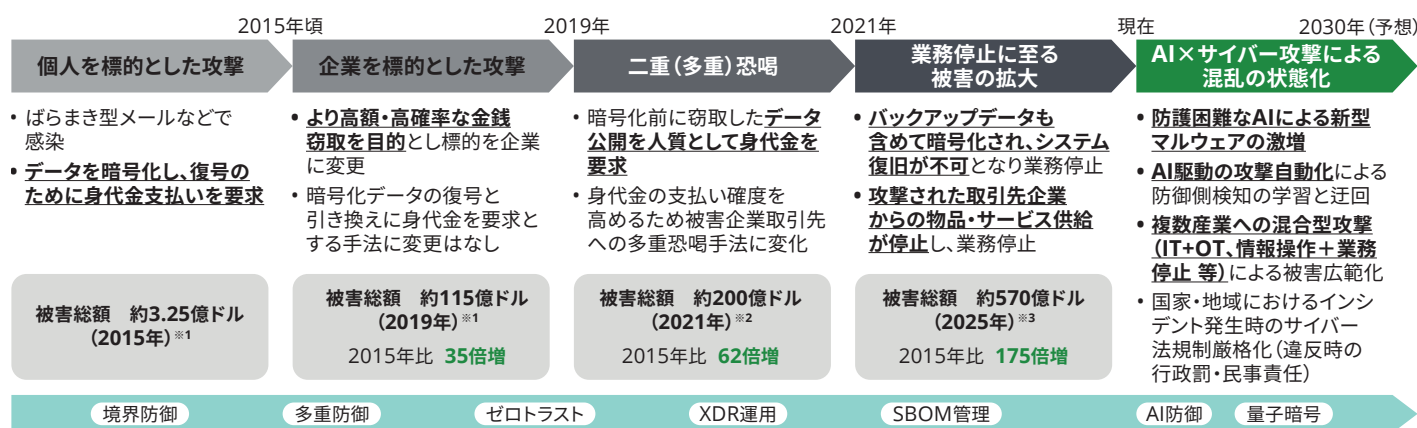 2015年頃
2019年
2021年
現在
2030年（予想）
個人を標的とした攻撃
企業を標的とした攻撃
二重（多重）恐喝
業務停止に至る
被害の拡大
AI×サイバー攻撃による
混乱の状態化
・ばらまき型メールなどで
感染
・データを暗号化し、復号の
ために身代金支払いを要求
・より高額・高確率な金銭
窃取を目的とし標的を企業
に変更
・暗号化データの復号と
引き換えに身代金を要求と
する手法に変更はなし
・暗号化前に窃取したデータ
公開を人質として身代金を
要求
・身代金の支払い確度を
高めるため被害企業取引先
への多重恐喝手法に変化
・バックアップデータも
含めて暗号化され、システム
復旧が不可となり業務停止
・攻撃された取引先企業
からの物品・サービス供給
が停止し、業務停止
・防護困難なAIによる新型
マルウェアの激増
・AI駆動の攻撃自動化による
防御側検知の学習と迂回
・複数産業への混合型攻撃
（IT+OT、情報操作＋業務
停止 等）による被害広範化
・国家・地域におけるインシ
デント発生時のサイバー
法規制厳格化（違反時の
行政罰・民事責任）
被害総額　約3.25億ドル
（2015年）※1
被害総額　約115億ドル
（2019年）※1
2015年比 35倍増
被害総額　約200億ドル
（2021年）※2
2015年比 62倍増
被害総額　約570億ドル
（2025年）※3
2015年比 175倍増
境界防御
多重防御
ゼロトラスト
XDR運用
SBOM管理
AI防御
量子暗号